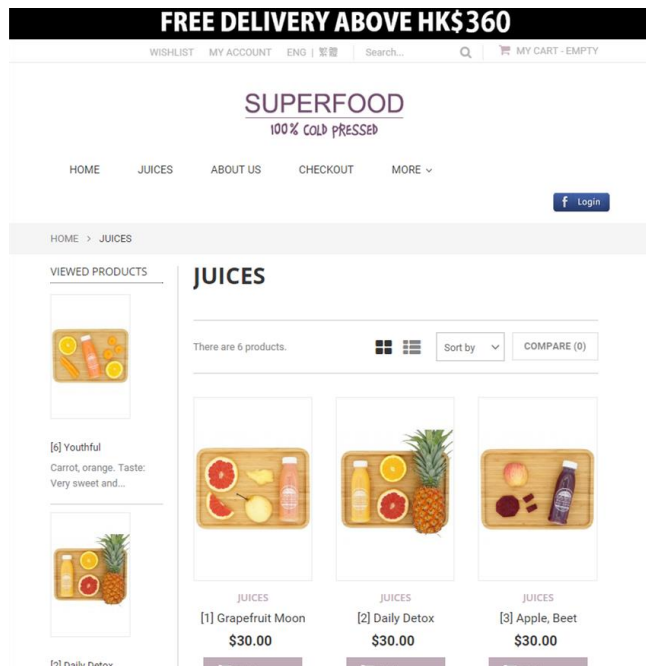 FREE DELIVERY ABOVE HK$360
WISHLIST MY ACCOUNT ENG | 繁體 Search... MY CART - EMPTY
SUPERFOOD
100% COLD PRESSED
HOME JUICES ABOUT US CHECKOUT MORE
f Login
HOME > JUICES
VIEWED PRODUCTS
[6] Youthful
Carrot, orange. Taste:
Very sweet and...
[2] Daily Detox
JUICES
There are 6 products.
Sort by
COMPARE (0)
JUICES JUICES JUICES
[1] Grapefruit Moon [2] Daily Detox [3] Apple, Beet
$30.00 $30.00 $30.00